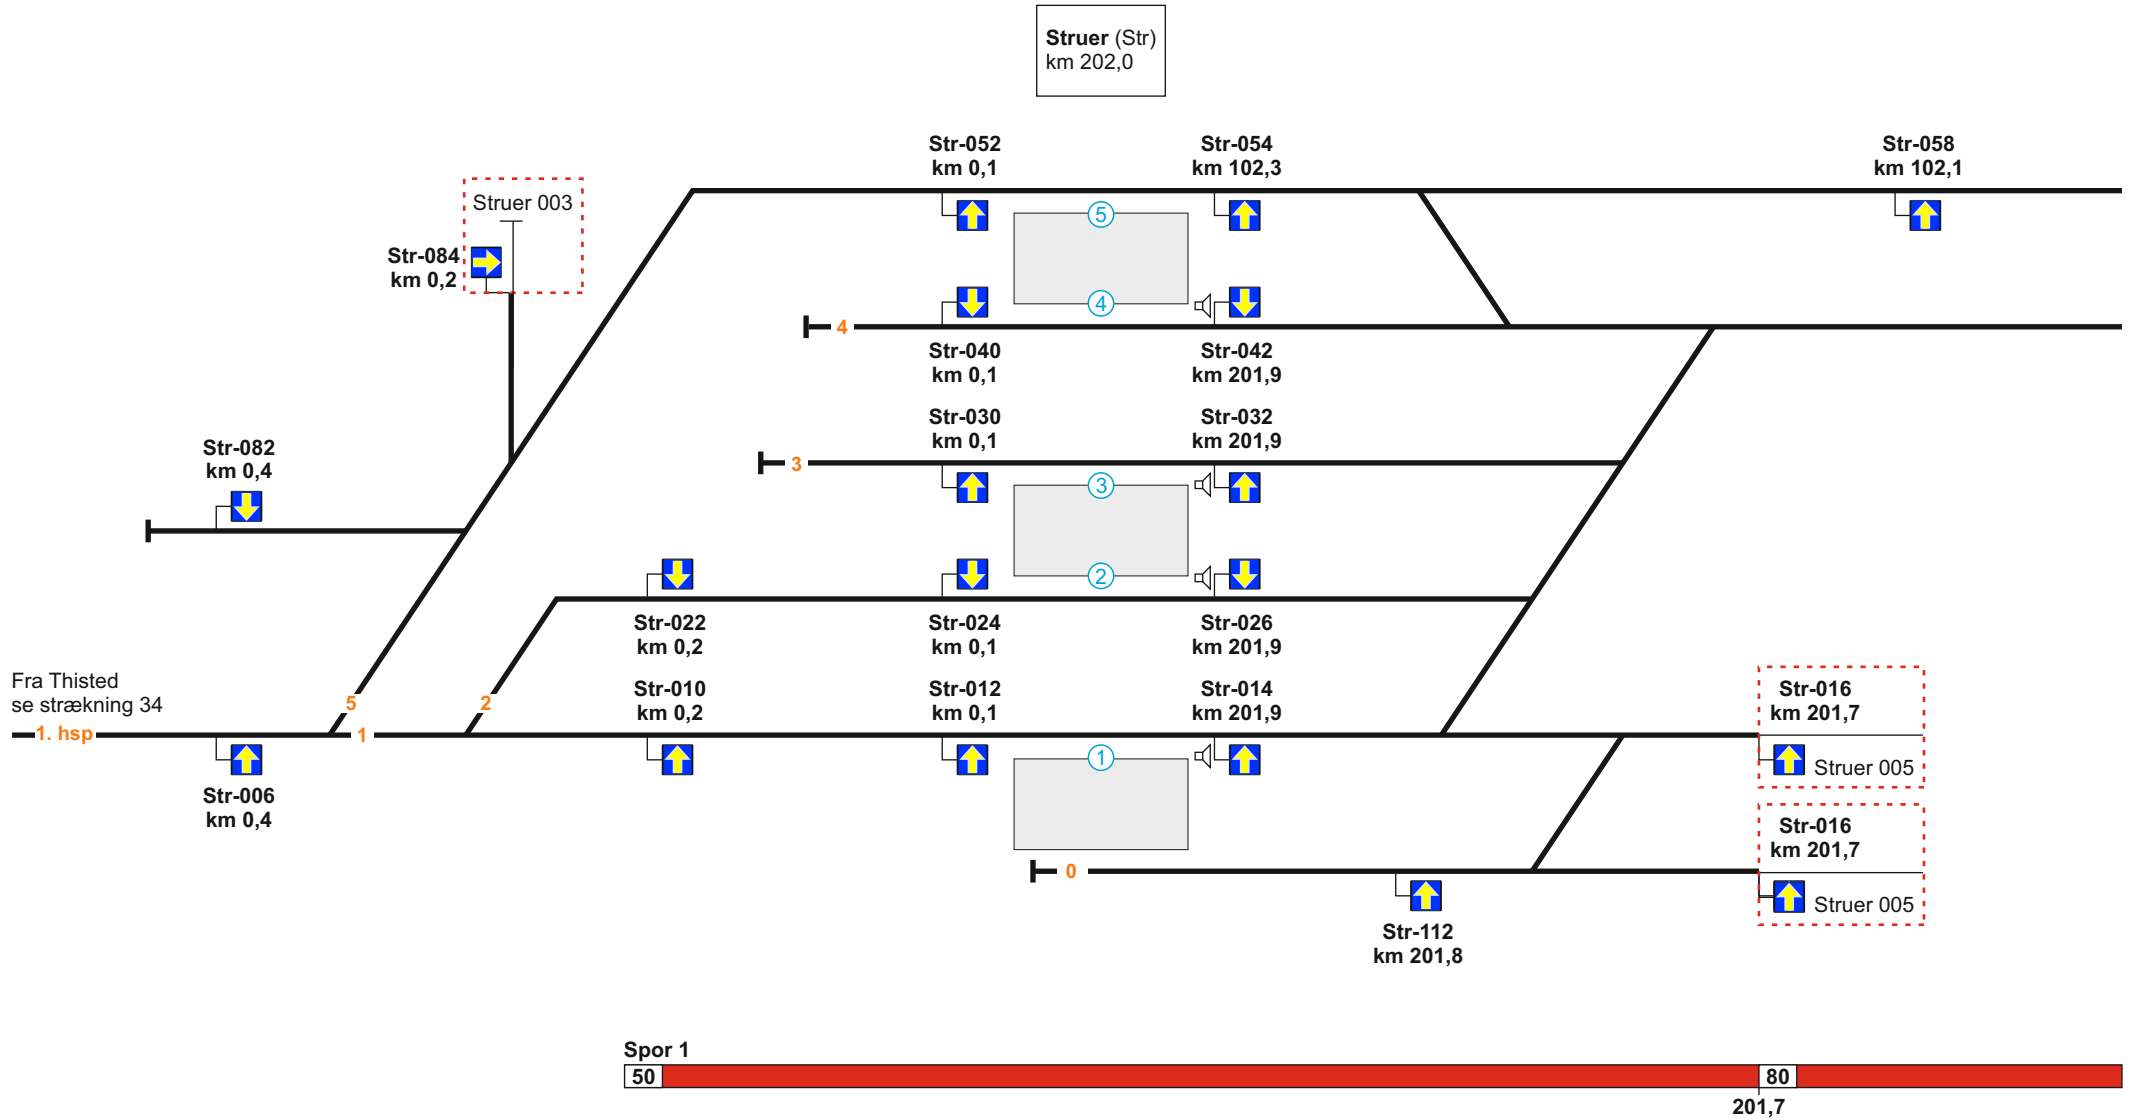 Struer (Str)
km 202,0
Str-052
km 0,1
Str-054
km 102,3
Str-058
km 102,1
Struer 003
Str-084
km 0,2
5
4
4
Str-040
km 0,1
Str-042
km 201,9
Str-030
km 0,1
Str-032
km 201,9
Str-082
km 0,4
3
3
2
Str-022
km 0,2
Str-024
km 0,1
Str-026
km 201,9
Fra Thisted
se strækning 34
1. hsp
5
1
2
Str-010
km 0,2
Str-012
km 0,1
Str-014
km 201,9
Str-016
km 201,7
Struer 005
1
Str-006
km 0,4
Str-016
km 201,7
Struer 005
0
Str-112
km 201,8
Spor 1
50
80
201,7